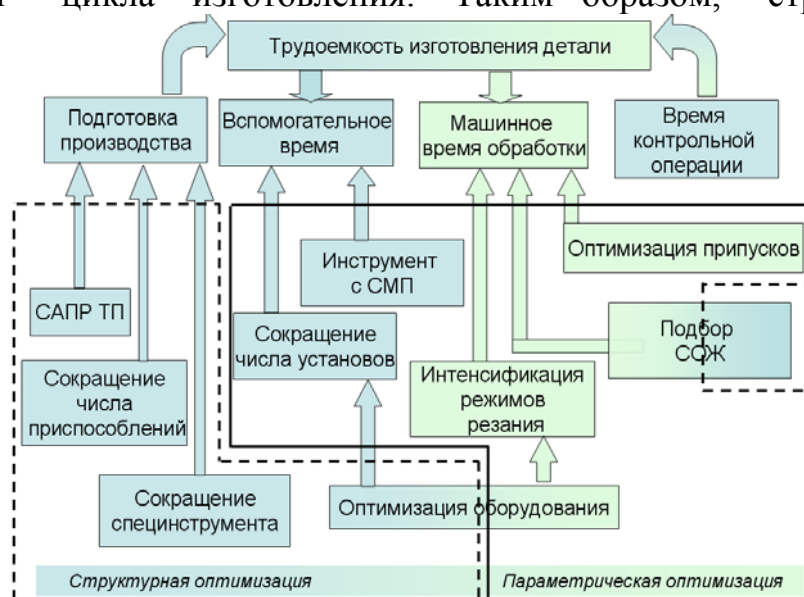 цикла изготовления. Таким образом,
Трудоемкость изготовления детали
Подготовка
производства
Вспомогательное
время
Машинное
время обработки
Время
контрольной
операции
Оптимизация припусков
Инструмент
с СМП
САПР ТП
Сокращение
числа установов
Подбор
СОЖ
Сокращение
числа
приспособлений
Интенсификация
режимов
резания
Сокращение
специнструмента
Оптимизация оборудования
Структурная оптимизация
Параметрическая оптимизация